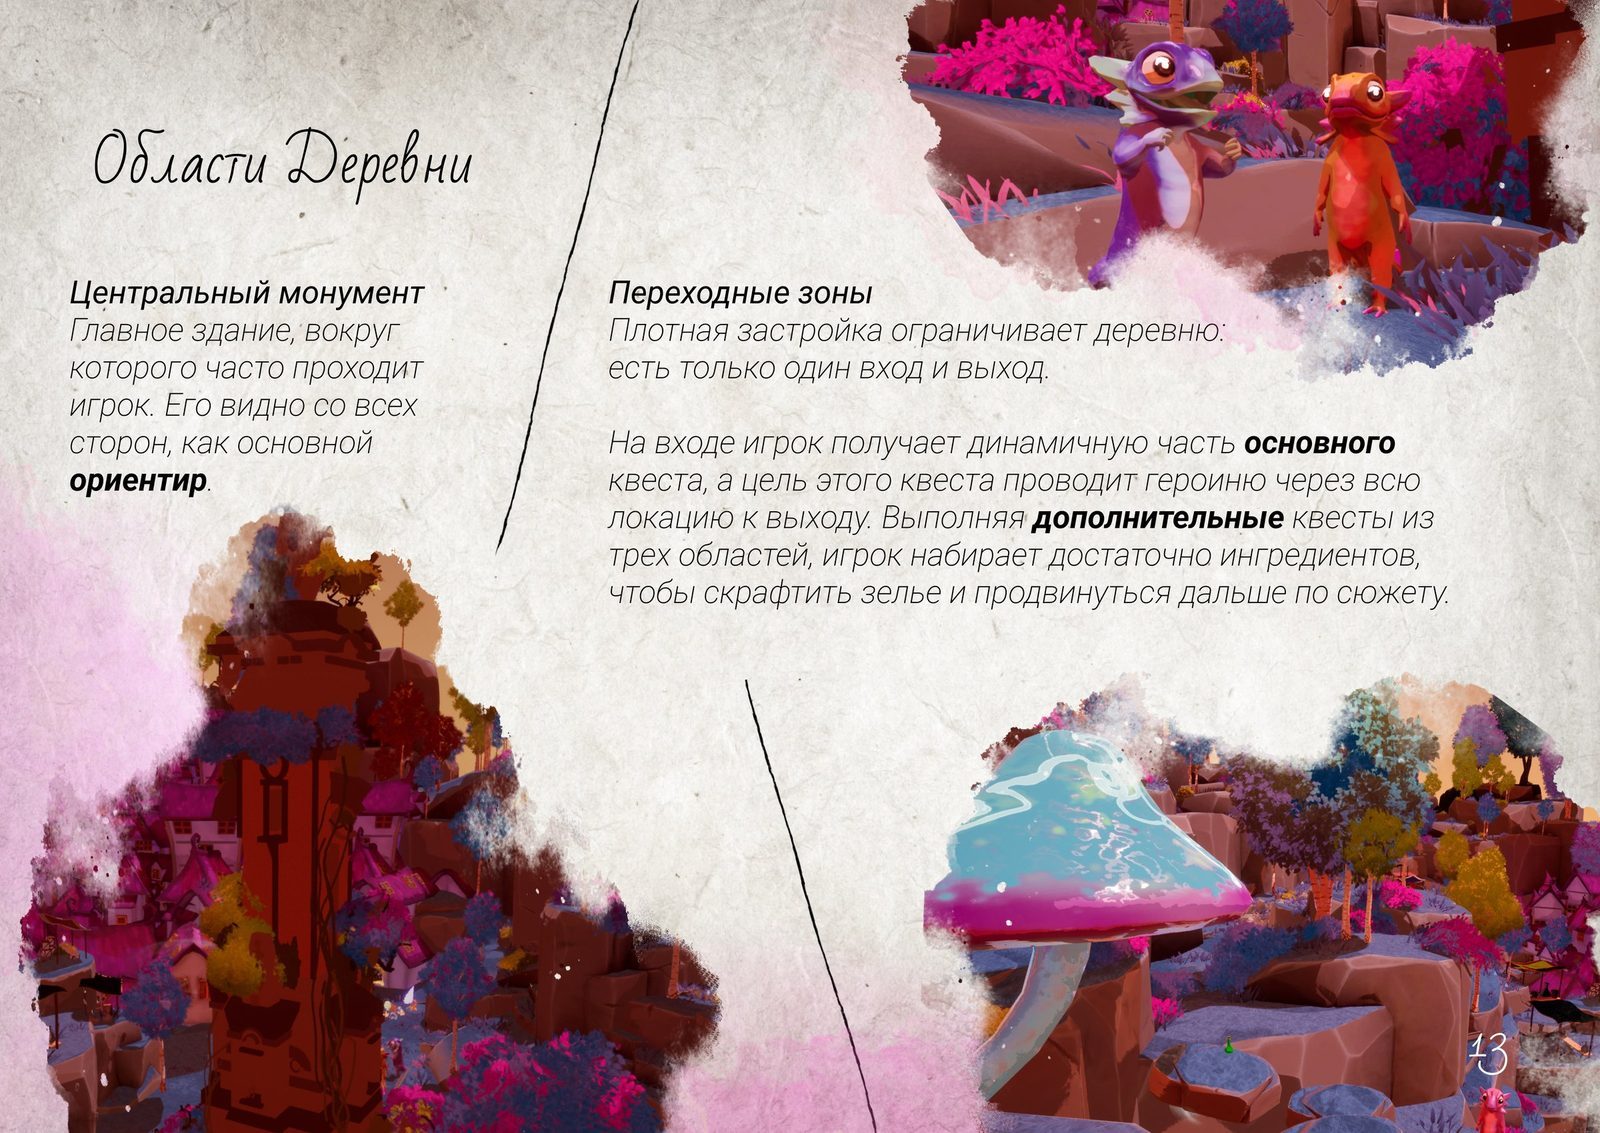 Области Деревни
Центральный монумент
Главное здание, вокруг
которого часто проходит
игрок. Его видно со всех
сторон, как основной
ориентир.
Переходные зоны
Плотная застройка ограничивает деревню:
есть только один вход и выход.
На входе игрок получает динамичную часть основного
квеста, а цель этого квеста проводит героиню через всю
локацию к выходу. Выполняя дополнительные квесты из
трех областей, игрок набирает достаточно ингредиентов,
чтобы скрафтить зелье и продвинуться дальше по сюжету.
13